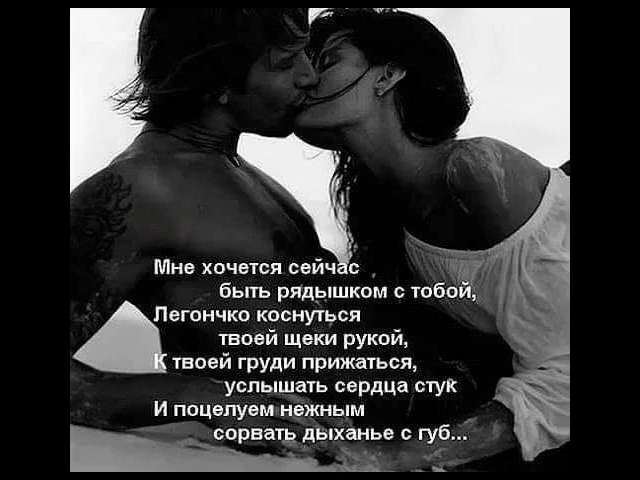 Мне хочется сейчас
быть рядышком с тобой,
Легончко коснуться
твоей щеки рукой,
К твоей груди прижаться,
услышать сердца стук
И поцелуем нежным
сорвать дыханье с губ...